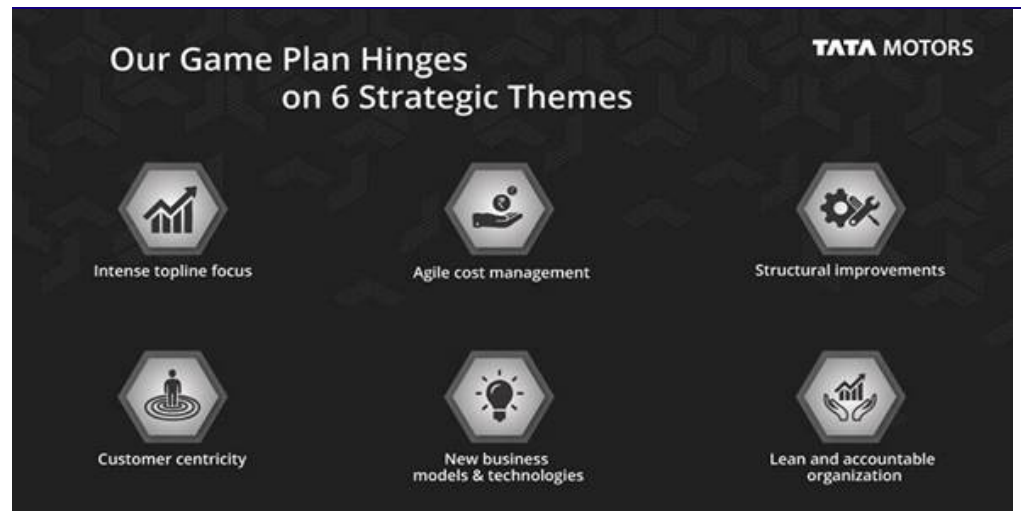 Our Game Plan Hinges
on 6 Strategic Themes
TATA MOTORS
Intense topline focus
Agile cost management
Structural improvements
Customer centricity
New business
models & technologies
Lean and accountable
organization